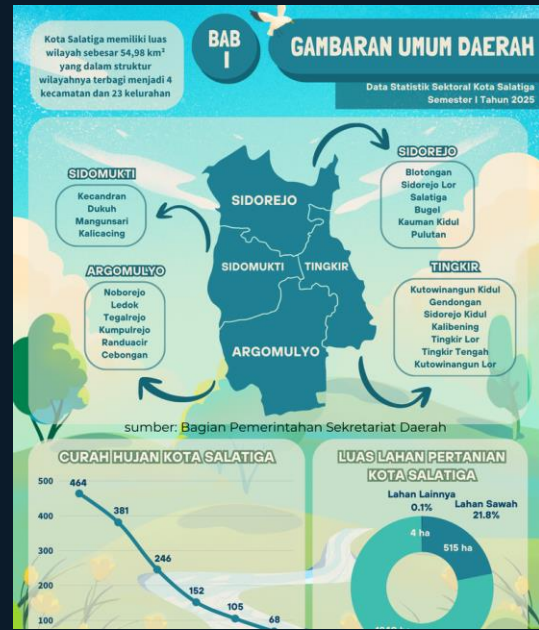 Kota Salatiga memiliki luas
wilayah sebesar 54,98 km²
yang dalam struktur
wilayahnya terbagi menjadi 4
kecamatan dan 23 kelurahan
BAB
I
GAMBARAN UMUM DAERAH
Data Statistik Sektoral Kota Salatiga
Semester I Tahun 2025
SIDOMUKTI
Kecandran
Dukuh
Mangunsari
Kalicacing
ARGOMULYO
Noborejo
Ledok
Tegalrejo
Kumpulrejo
Randuacir
Cebongan
SIDOREJO
SIDOMUKTI
TINGKIR
ARGOMULYO
SIDOREJO
Blotongan
Sidorejo Lor
Salatiga
Bugel
Kauman Kidul
Pulutan
TINGKIR
Kutowinangun Kidul
Gendongan
Sidorejo Kidul
Kalibening
Tingkir Lor
Tingkir Tengah
Kutowinangun Lor
sumber: Bagian Pemerintahan Sekretariat Daerah
CURAH HUJAN KOTA SALATIGA
500
400
300
200
100
464
381
246
152
105
68
LUAS LAHAN PERTANIAN
KOTA SALATIGA
Lahan Lainnya
0.1%
Lahan Sawah
21.8%
4 ha
515 ha